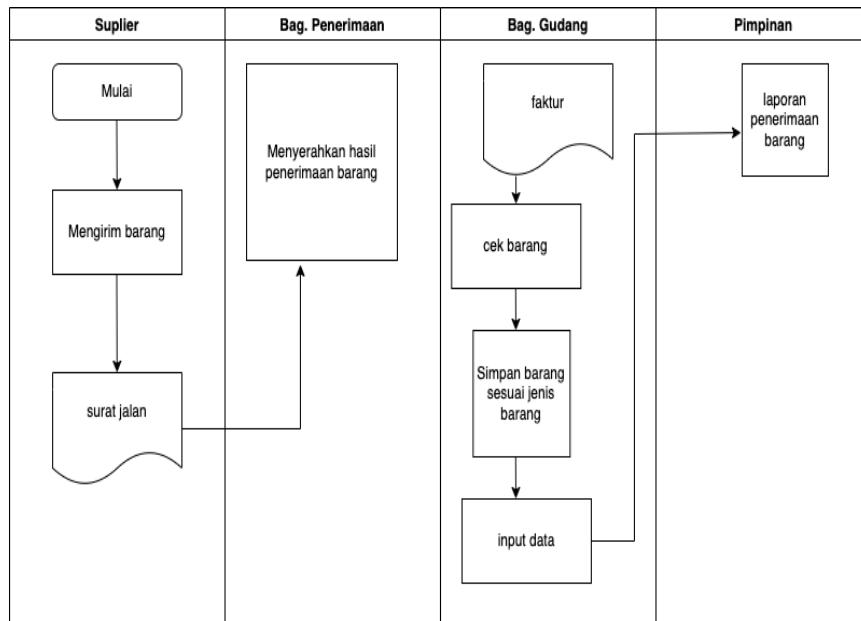 Suplier
Bag. Penerimaan
Bag. Gudang
Pimpinan
Mulai
Mengirim barang
surat jalan
Menyerahkan hasil
penerimaan barang
faktur
cek barang
Simpan barang
sesuai jenis
barang
input data
laporan
penerimaan
barang